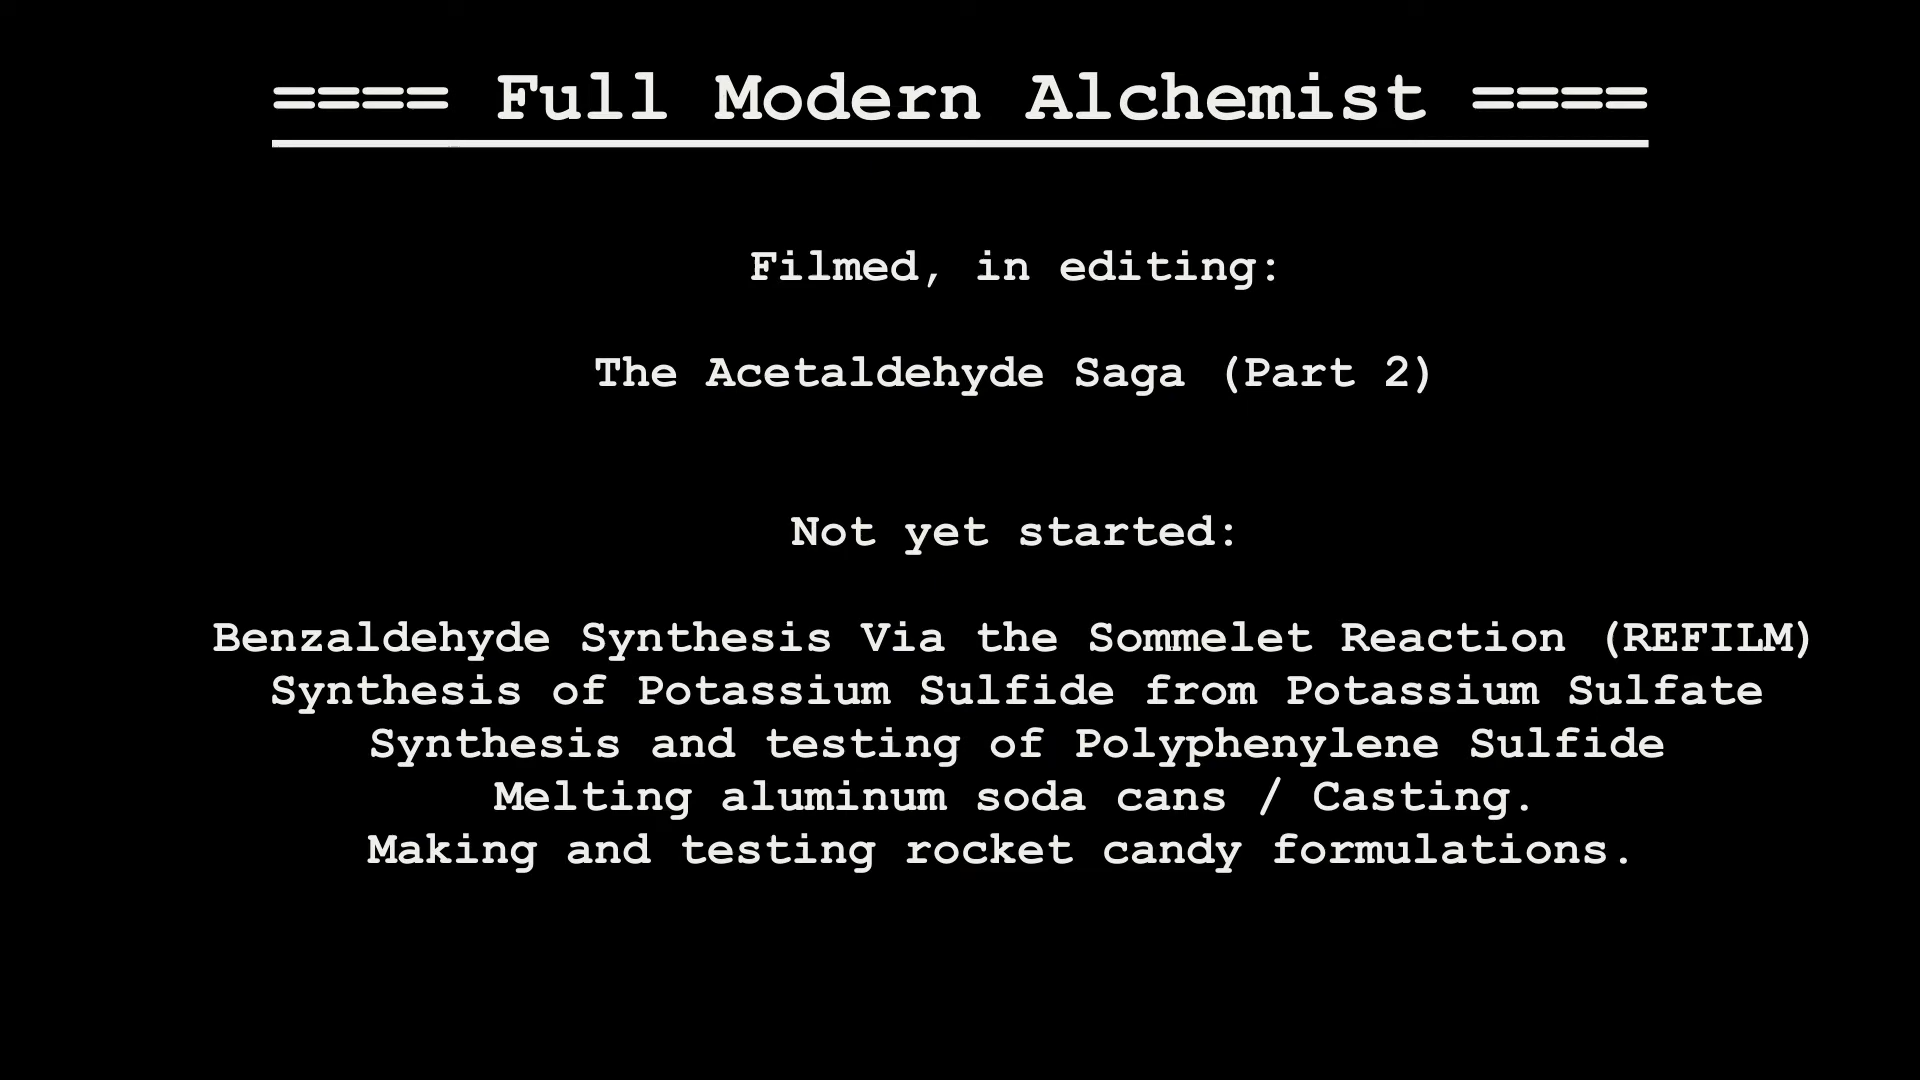 ==== Full Modern Alchemist ====
Filmed, in editing:
The Acetaldehyde Saga (Part 2)
Not yet started:
Benzaldehyde Synthesis Via the Sommelet Reaction (REFILM)
Synthesis of Potassium Sulfide from Potassium Sulfate
Synthesis and testing of Polyphenylene Sulfide
Melting aluminum soda cans / Casting.
Making and testing rocket candy formulations.